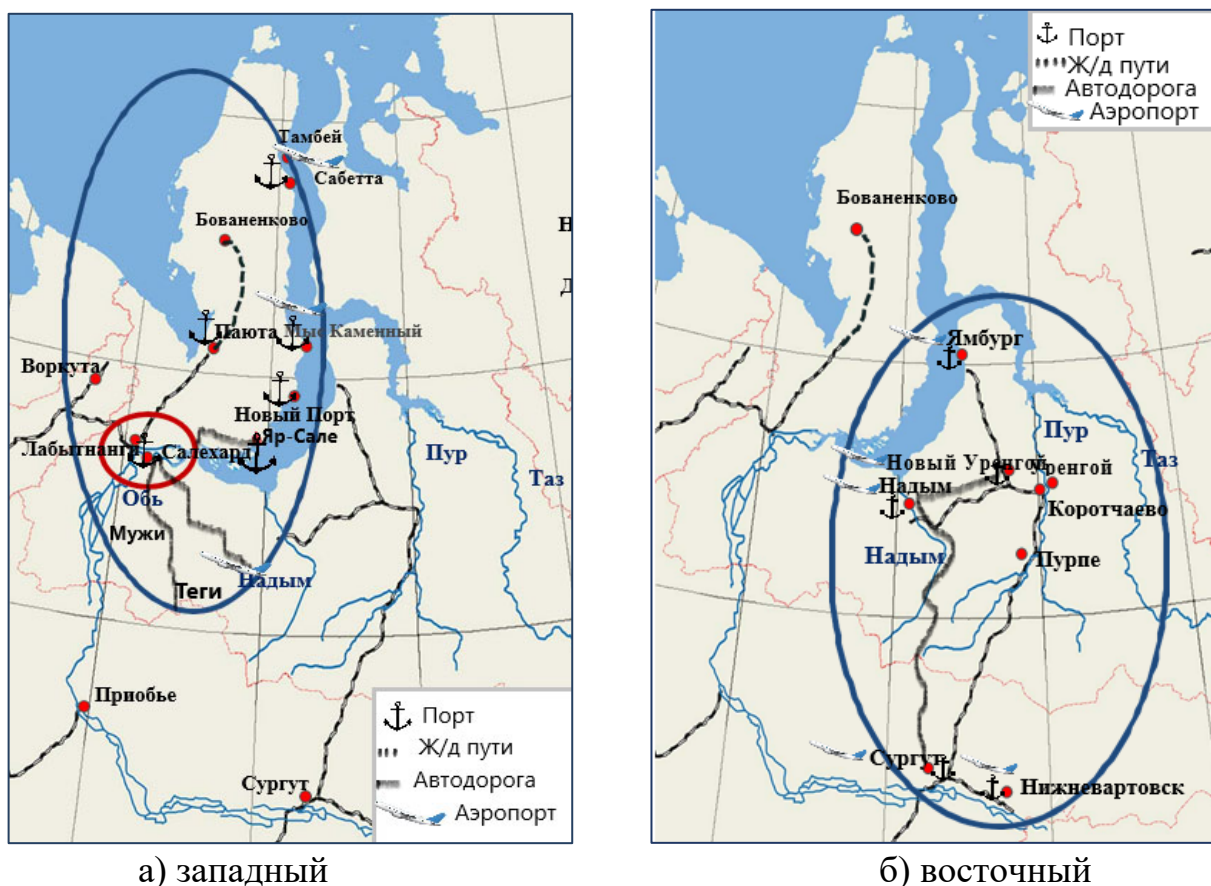 Тамбей
Сабетта
Бованенково
Н
Д
Паюта Мыс Каменный
Воркута
Новый Порт
Яр-Сале
Лабытнанги Салехард
Пур
Таз
Обь
Мужи
Надым
Теги
Приобье
Сургут
Порт
Ж/д пути
Автодорога
Аэропорт
а) западный
Порт
Ж/д пути
Автодорога
Аэропорт
Бованенково
Ямбург
Пур
Таз
Новый Уренгой
Уренгой
Надым
Коротчаево
Надым
Пурпе
Сургут
Нижневартовск
б) восточный